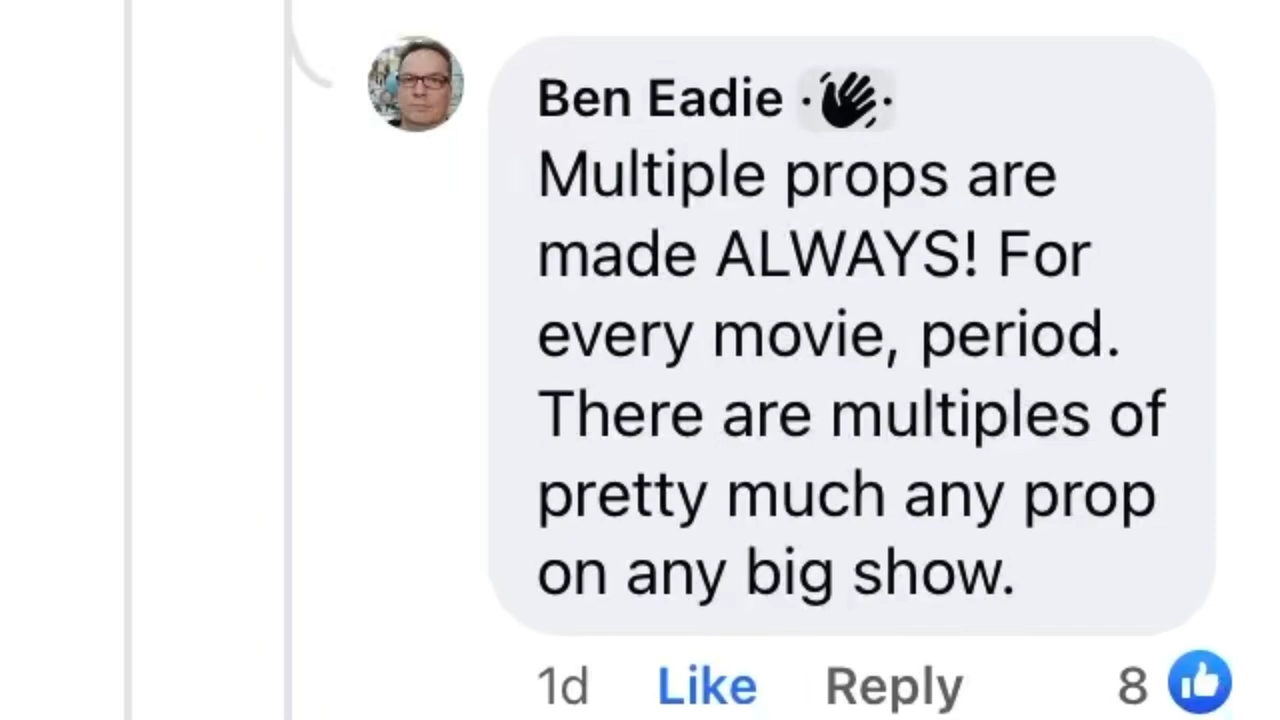 Ben Eadie
Multiple props are
made ALWAYS! For
every movie, period.
There are multiples of
pretty much any prop
on any big show.
1d Like Reply 8